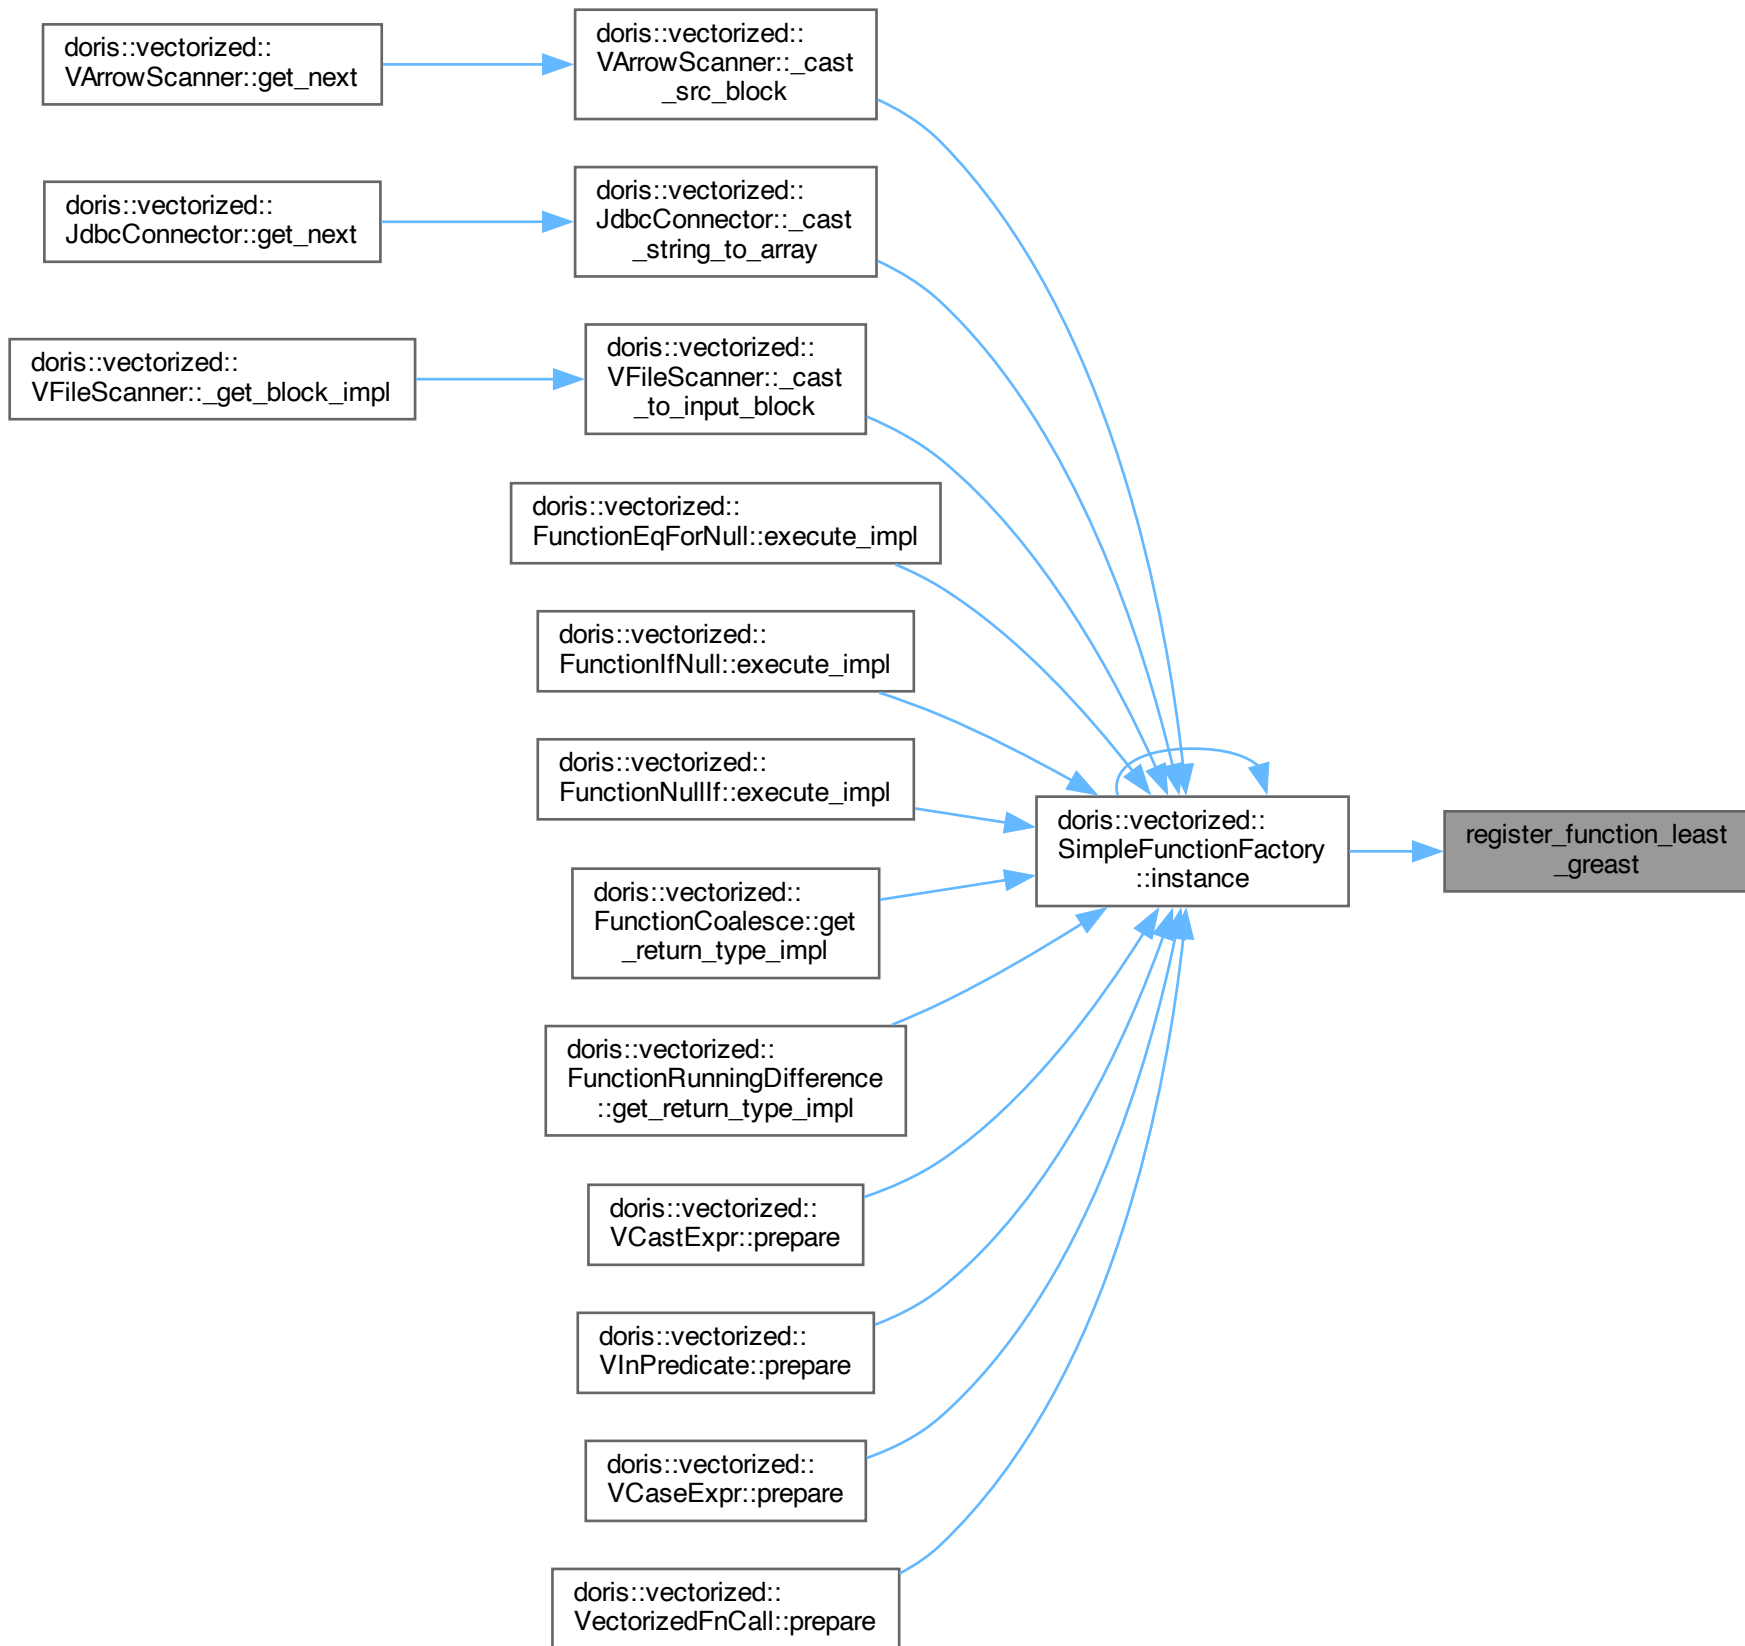 doris::vectorized::
VArrowScanner::get_next
doris::vectorized::
VArrowScanner::_cast
_src_block
doris::vectorized::
JdbcConnector::get_next
doris::vectorized::
JdbcConnector::_cast
_string_to_array
doris::vectorized::
VFileScanner::_get_block_impl
doris::vectorized::
VFileScanner::_cast
_to_input_block
doris::vectorized::
FunctionEqForNull::execute_impl
doris::vectorized::
FunctionIfNull::execute_impl
doris::vectorized::
FunctionNullIf::execute_impl
doris::vectorized::
FunctionCoalesce::get
_return_type_impl
doris::vectorized::
FunctionRunningDifference
::get_return_type_impl
doris::vectorized::
VCastExpr::prepare
doris::vectorized::
VInPredicate::prepare
doris::vectorized::
VCaseExpr::prepare
doris::vectorized::
VectorizedFnCall::prepare
doris::vectorized::
SimpleFunctionFactory
::instance
register_function_least
_greast